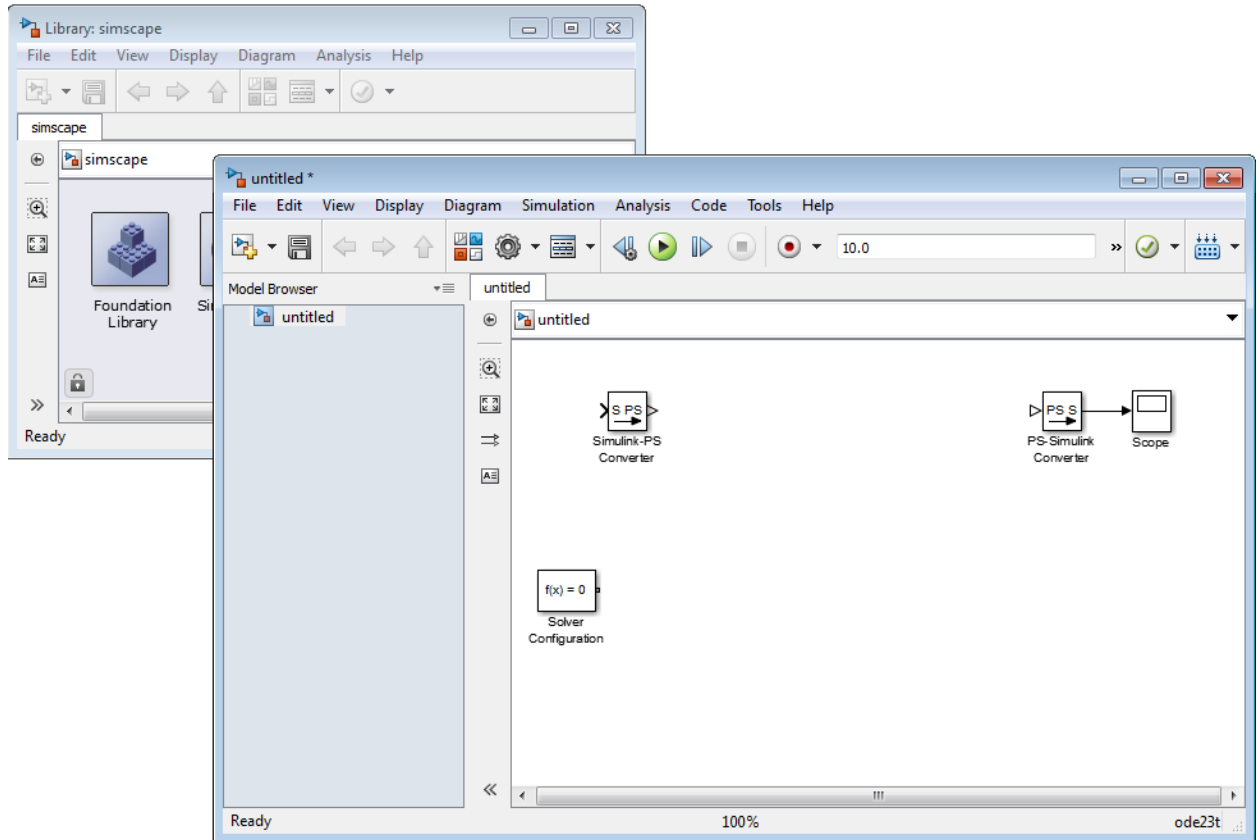 Library: simscape
File Edit View Display Diagram Analysis Help
simscape
simscape
Foundation
Library
Ready
untitled *
File Edit View Display Diagram Simulation Analysis Code Tools Help
10.0
»
Model Browser
untitled
untitled
untitled
S PS
Simulink-PS
Converter
PS S
PS-Simulink
Converter
Scope
f(x) = 0
Solver
Configuration
Ready 100% ode23t